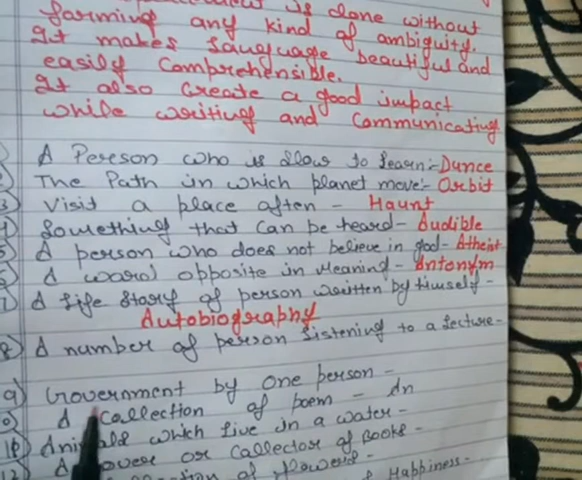 is done without
farming any kind of ambiguity.
It makes language beautiful and
easily Comprehensible.
It also Create a good impact
while writing and Communicating
A Person who is slow to learn:- Dunce
The Path in which planet move:- Orbit
3) Visit a place often - Haunt
4) Something that Can be heard - Audible
5) A person who does not believe in god - Atheist
6) A word opposite in Meaning - Antonym
7) A life story of person written by Himself -
Autobiography
8) A number of person listening to a lecture -
9) Government by one person -
A Collection of poem - An
which live in a water -
or Collector of Books -
of flowers -
Happiness -